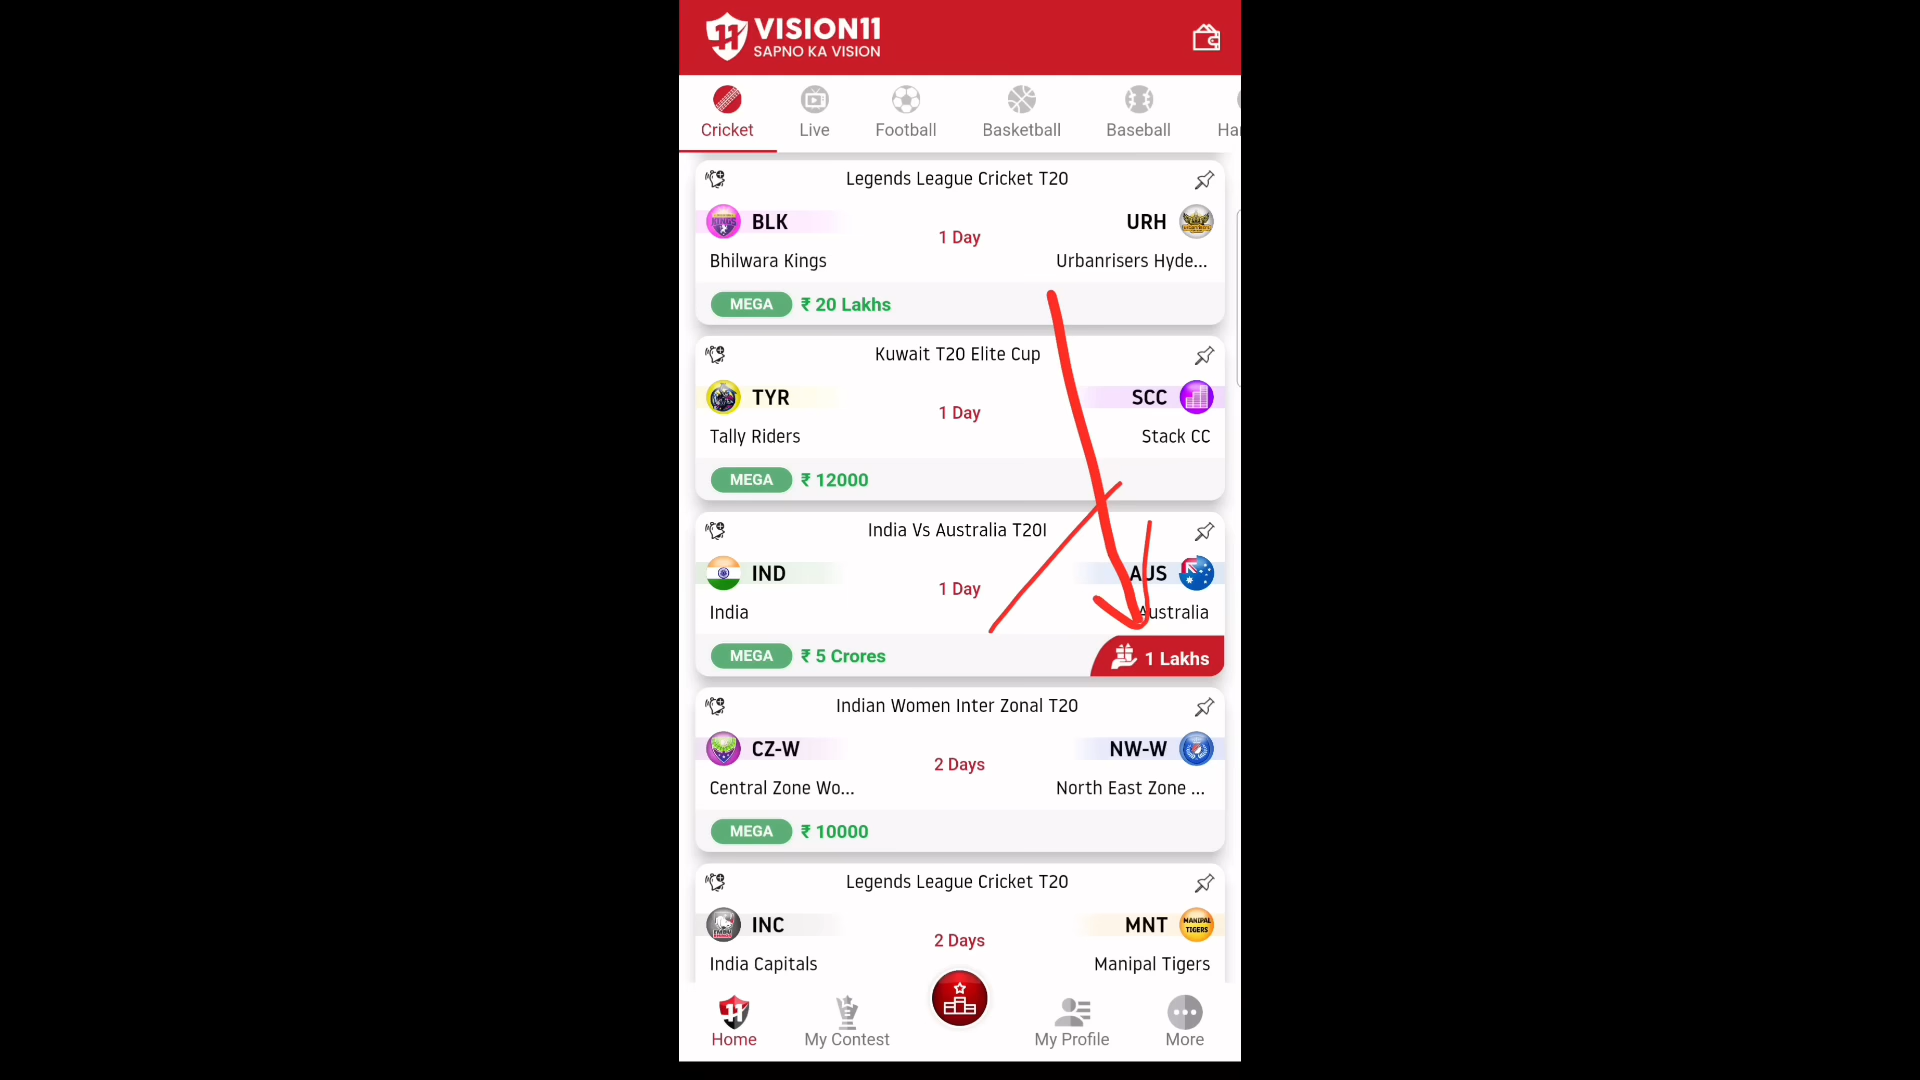 VISION11
SAPNO KA VISION
Cricket
Live
Football
Basketball
Baseball
Legends League Cricket T20
BLK
1 Day
URH
Bhilwara Kings
Urbanrisers Hyde...
MEGA ₹ 20 Lakhs
Kuwait T20 Elite Cup
TYR
1 Day
SCC
Tally Riders
Stack CC
MEGA ₹ 12000
India Vs Australia T20I
IND
1 Day
AUS
India
Australia
MEGA ₹ 5 Crores
1 Lakhs
Indian Women Inter Zonal T20
CZ-W
2 Days
NW-W
Central Zone Wo...
North East Zone ...
MEGA ₹ 10000
Legends League Cricket T20
INC
2 Days
MNT
MANIPAL TIGERS
India Capitals
Manipal Tigers
Home
My Contest
My Profile
More